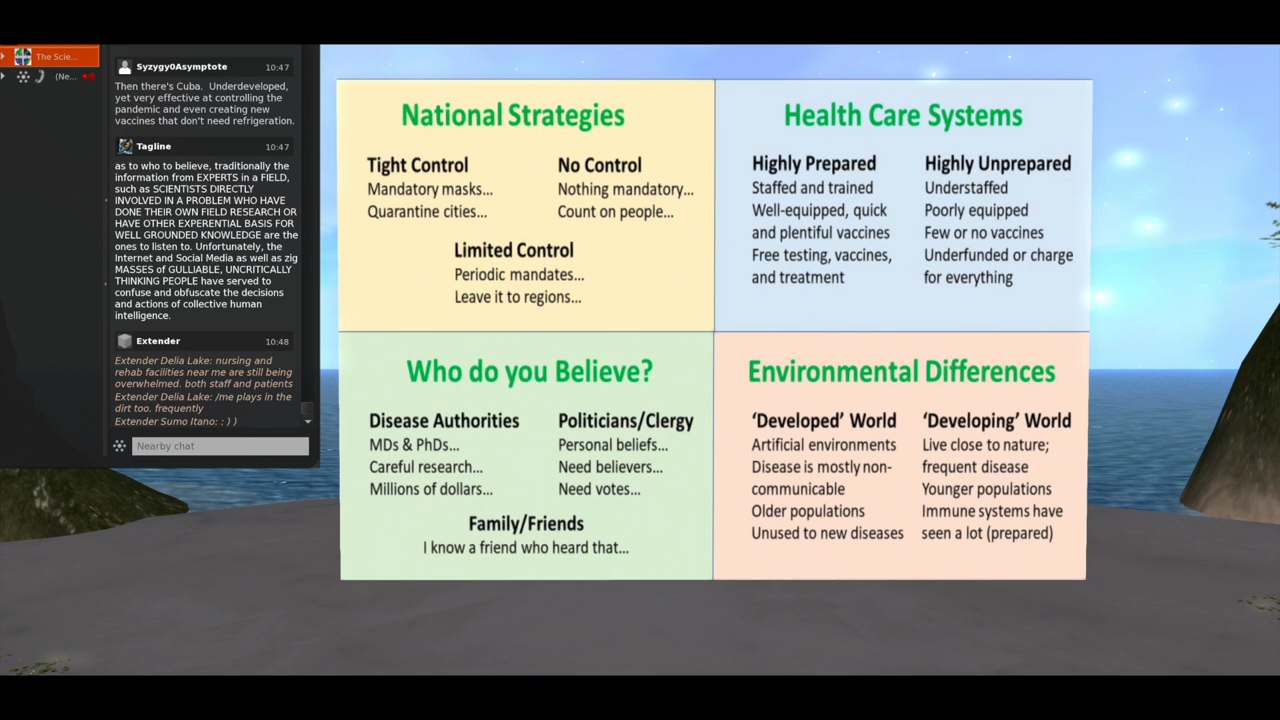 The Scie...
(Ne...
Syzygy0Asymptote 10:47
Then there's Cuba. Underdeveloped,
yet very effective at controlling the
pandemic and even creating new
vaccines that don't need refrigeration.
Tagline 10:47
as to who to believe, traditionally the
information from EXPERTS in a FIELD,
such as SCIENTISTS DIRECTLY
INVOLVED IN A PROBLEM WHO HAVE
DONE THEIR OWN FIELD RESEARCH OR
HAVE OTHER EXPERENTIAL BASIS FOR
WELL GROUNDED KNOWLEDGE are the
ones to listen to. Unfortunately, the
Internet and Social Media as well as zig
MASSES of GULLIABLE, UNCRITICALLY
THINKING PEOPLE have served to
confuse and obfuscate the decisions
and actions of collective human
intelligence.
Extender 10:48
Extender Delia Lake: nursing and
rehab facilities near me are still being
overwhelmed. both staff and patients
Extender Delia Lake: /me plays in the
dirt too. frequently
Extender Sumo Itano: : ) )
Nearby chat
National Strategies
Tight Control
Mandatory masks...
Quarantine cities...
No Control
Nothing mandatory...
Count on people...
Limited Control
Periodic mandates...
Leave it to regions...
Health Care Systems
Highly Prepared
Staffed and trained
Well-equipped, quick
and plentiful vaccines
Free testing, vaccines,
and treatment
Highly Unprepared
Understaffed
Poorly equipped
Few or no vaccines
Underfunded or charge
for everything
Who do you Believe?
Disease Authorities
MDs & PhDs...
Careful research...
Millions of dollars...
Politicians/Clergy
Personal beliefs...
Need believers...
Need votes...
Family/Friends
I know a friend who heard that...
Environmental Differences
‘Developed’ World
Artificial environments
Disease is mostly non-
communicable
Older populations
Unused to new diseases
‘Developing’ World
Live close to nature;
frequent disease
Younger populations
Immune systems have
seen a lot (prepared)